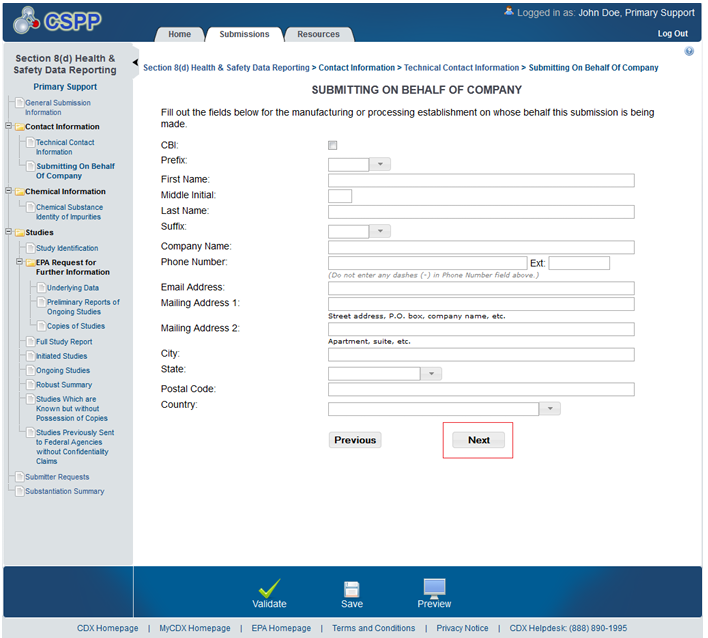 CSPP
Logged in as: John Doe, Primary Support
Home
Submissions
Resources
Log Out
Section 8(d) Health &
Safety Data Reporting
Primary Support
General Submission
Information
Contact Information
Technical Contact
Information
Submitting On Behalf
Of Company
Chemical Information
Chemical Substance
Identity of Impurities
Studies
Study Identification
EPA Request for
Further Information
Underlying Data
Preliminary Reports of
Ongoing Studies
Copies of Studies
Full Study Report
Initiated Studies
Ongoing Studies
Robust Summary
Studies Which are
Known but without
Possession of Copies
Studies Previously Sent
to Federal Agencies
without Confidentiality
Claims
Submitter Requests
Substantiation Summary
Section 8(d) Health & Safety Data Reporting > Contact Information > Technical Contact Information > Submitting On Behalf Of Company
SUBMITTING ON BEHALF OF COMPANY
Fill out the fields below for the manufacturing or processing establishment on whose behalf this submission is being
made.
CBI:
Prefix:
First Name:
Middle Initial:
Last Name:
Suffix:
Company Name:
Phone Number:
Ext:
(Do not enter any dashes (-) in Phone Number field above.)
Email Address:
Mailing Address 1:
Street address, P.O. box, company name, etc.
Mailing Address 2:
Apartment, suite, etc.
City:
State:
Postal Code:
Country:
Previous
Next
Validate
Save
Preview
CDX Homepage | MyCDX Homepage | EPA Homepage | Terms and Conditions | Privacy Notice | CDX Helpdesk: (888) 890-1995